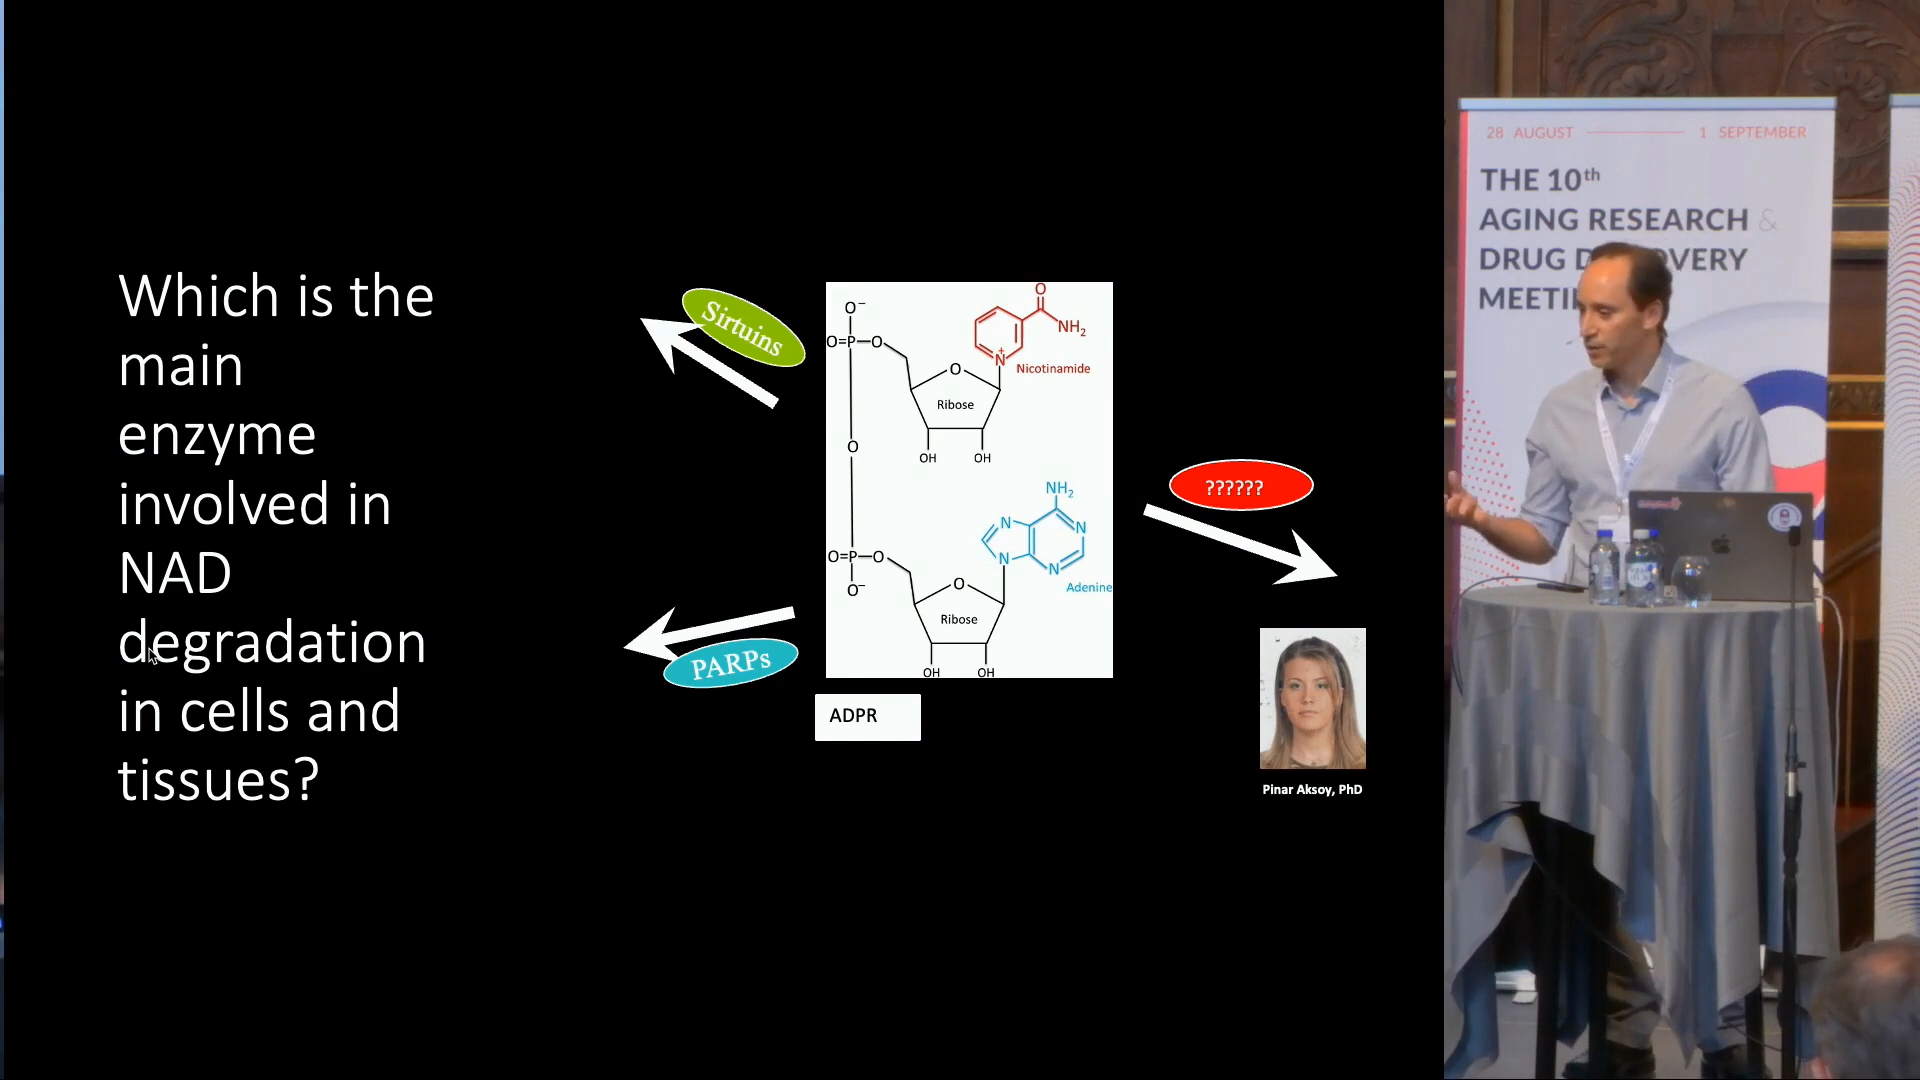 Which is the
main
enzyme
involved in
NAD
degradation
in cells and
tissues?
Sirtuins
PARPs
O⁻
O=P—O
O
O=P—O
O⁻
O
NH₂
N⁺
Nicotinamide
O
Ribose
OH OH
NH₂
N N
N N
Adenine
O
Ribose
OH OH
ADPR
??????
Pinar Aksoy, PhD
28 AUGUST 1 SEPTEMBER
THE 10th
AGING RESEARCH &
DRUG D VERY
MEETI